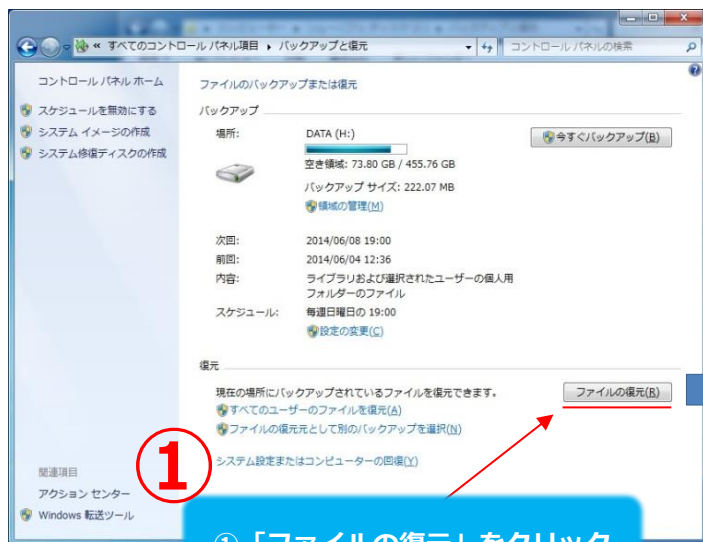 « すべてのコントロール パネル項目 ▸ バックアップと復元
コントロール パネルの検索
コントロール パネル ホーム
スケジュールを無効にする
システム イメージの作成
システム修復ディスクの作成
ファイルのバックアップまたは復元
バックアップ
場所: DATA (H:)
今すぐバックアップ(B)
空き領域: 73.80 GB / 455.76 GB
バックアップ サイズ: 222.07 MB
領域の管理(M)
次回: 2014/06/08 19:00
前回: 2014/06/04 12:36
内容: ライブラリおよび選択されたユーザーの個人用
フォルダーのファイル
スケジュール: 毎週日曜日の 19:00
設定の変更(C)
復元
現在の場所にバックアップされているファイルを復元できます。
ファイルの復元(R)
すべてのユーザーのファイルを復元(A)
ファイルの復元元として別のバックアップを選択(N)
システム設定またはコンピューターの回復(Y)
①
関連項目
アクション センター
Windows 転送ツール
①「ファイルの復元」をクリック